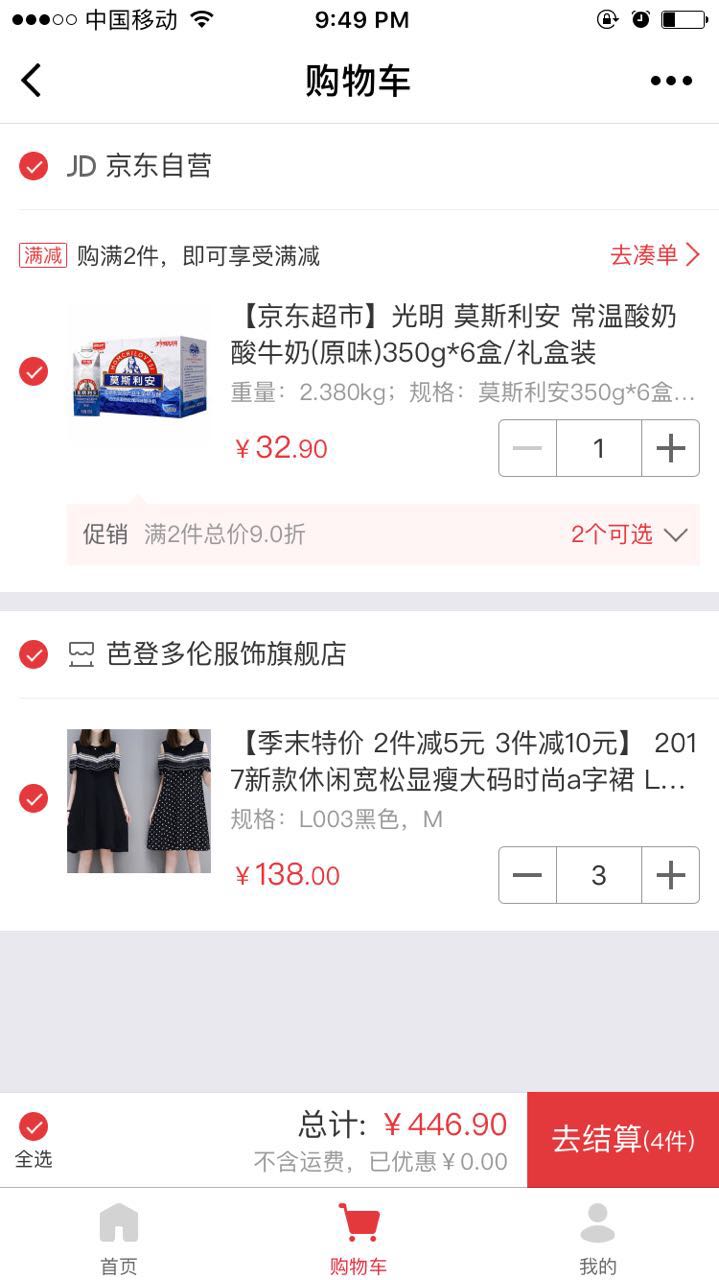 中国移动 9:49 PM
购物车
JD 京东自营
满减 购满2件，即可享受满减 去凑单
【京东超市】光明 莫斯利安 常温酸奶
酸牛奶(原味)350g*6盒/礼盒装
重量：2.380kg；规格：莫斯利安350g*6盒...
莫斯利安
¥32.90
1
促销 满2件总价9.0折 2个可选
芭登多伦服饰旗舰店
【季末特价 2件减5元 3件减10元】 201
7新款休闲宽松显瘦大码时尚a字裙 L...
规格：L003黑色，M
¥138.00
3
总计: ¥446.90
不含运费，已优惠¥0.00
全选
去结算(4件)
首页
购物车
我的